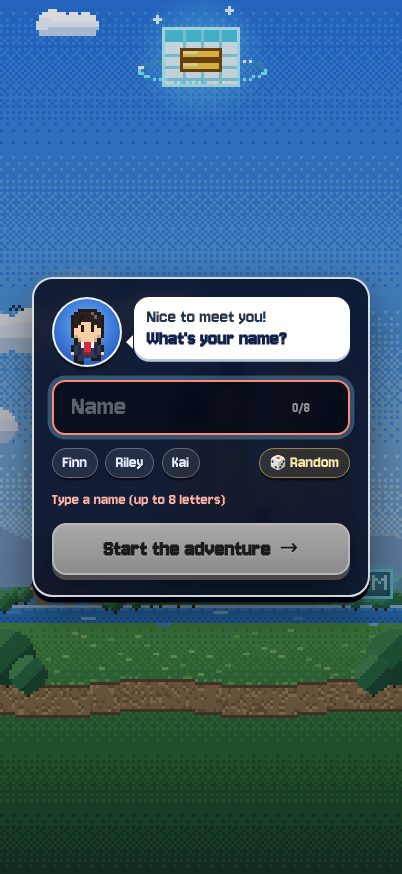 Nice to meet you!
What's your name?
Name 0/8
Finn Riley Kai 🎲 Random
Type a name (up to 8 letters)
Start the adventure →
M